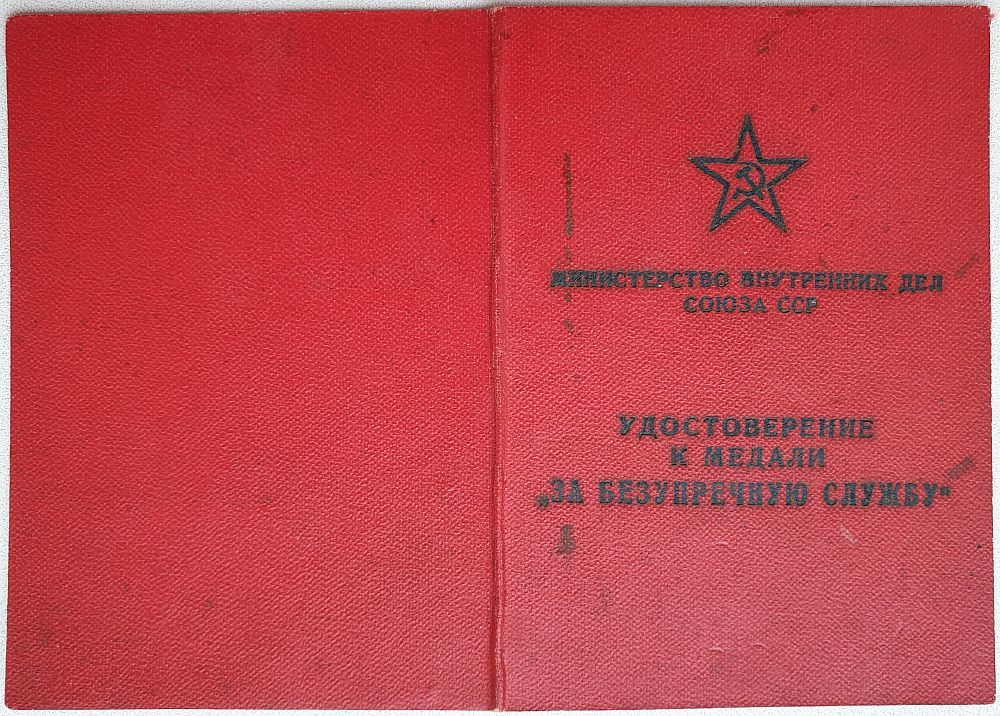 МИНИСТЕРСТВО ВНУТРЕННИХ ДЕЛ
СОЮЗА ССР
УДОСТОВЕРЕНИЕ
К МЕДАЛИ
„ЗА БЕЗУПРЕЧНУЮ СЛУЖБУ“